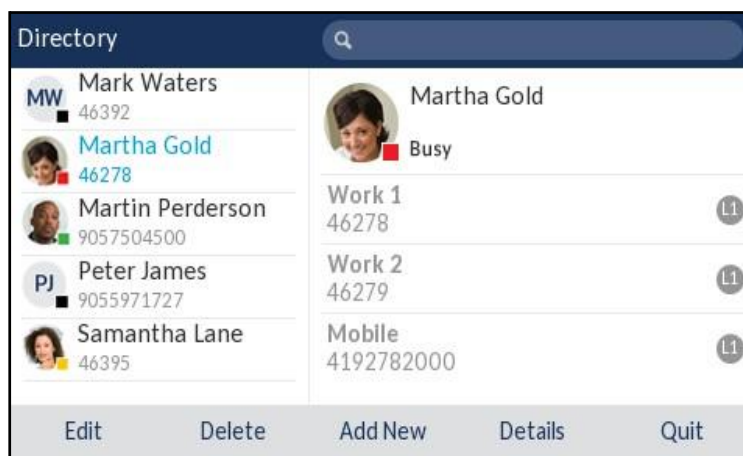 Directory
MW
Mark Waters
46392
Martha Gold
46278
Martin Perderson
9057504500
PJ
Peter James
9055971727
Samantha Lane
46395
Martha Gold
Busy
Work 1
46278
L1
Work 2
46279
L1
Mobile
4192782000
L1
Edit Delete Add New Details Quit